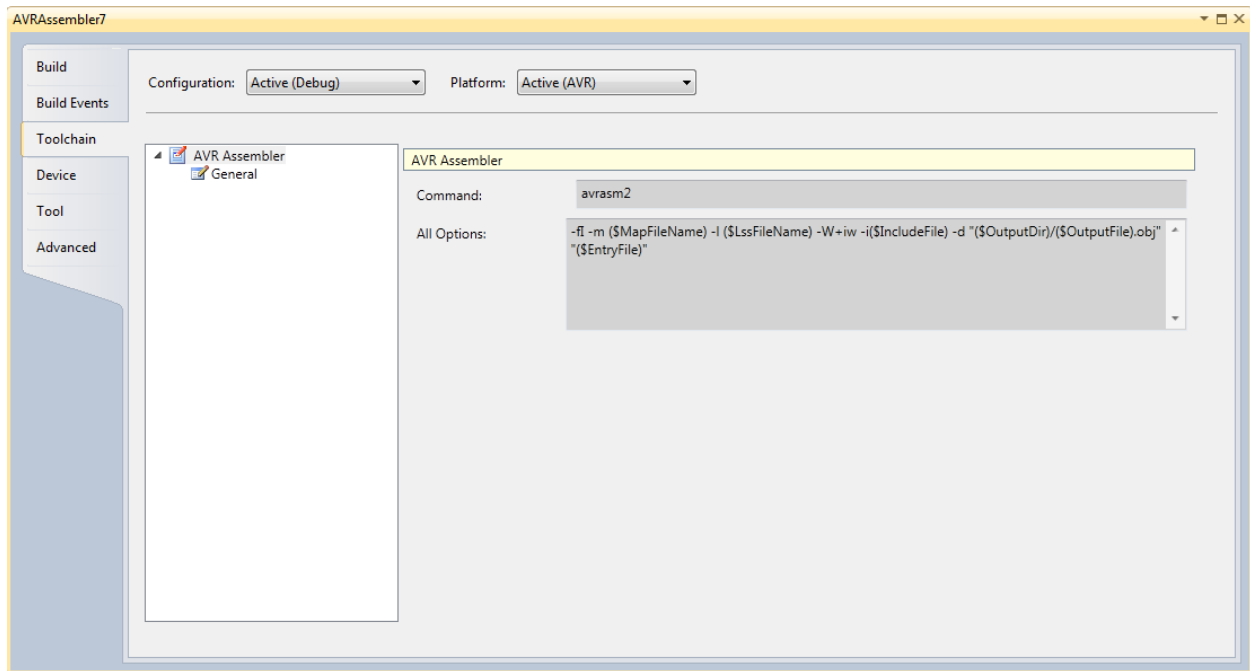 AVRAssembler7
Build
Build Events
Toolchain
Device
Tool
Advanced
Configuration: Active (Debug) Platform: Active (AVR)
AVR Assembler
General
AVR Assembler
Command: avrasm2
All Options: -fI -m ($MapFileName) -l ($LssFileName) -W+iw -i($IncludeFile) -d "($OutputDir)/($OutputFile).obj"
"($EntryFile)"